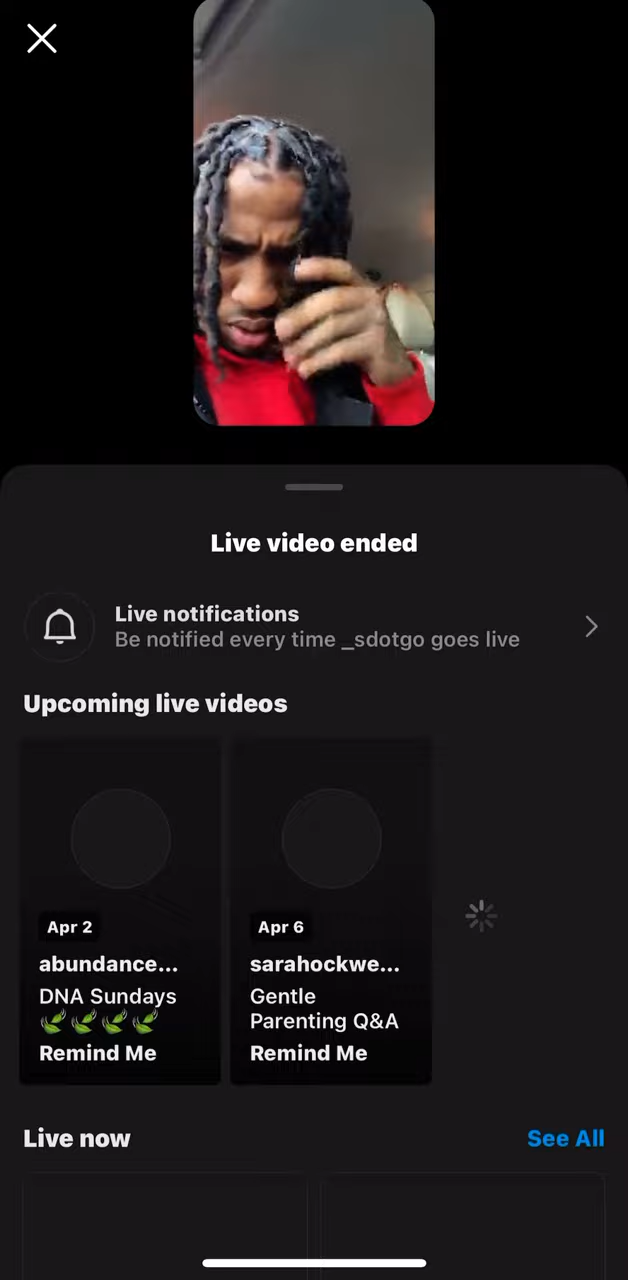 Live video ended
Live notifications
Be notified every time _sdotgo goes live
Upcoming live videos
Apr 2
abundance...
DNA Sundays
🌿🌿🌿🌿
Remind Me
Apr 6
sarahockwe...
Gentle
Parenting Q&A
Remind Me
Live now
See All